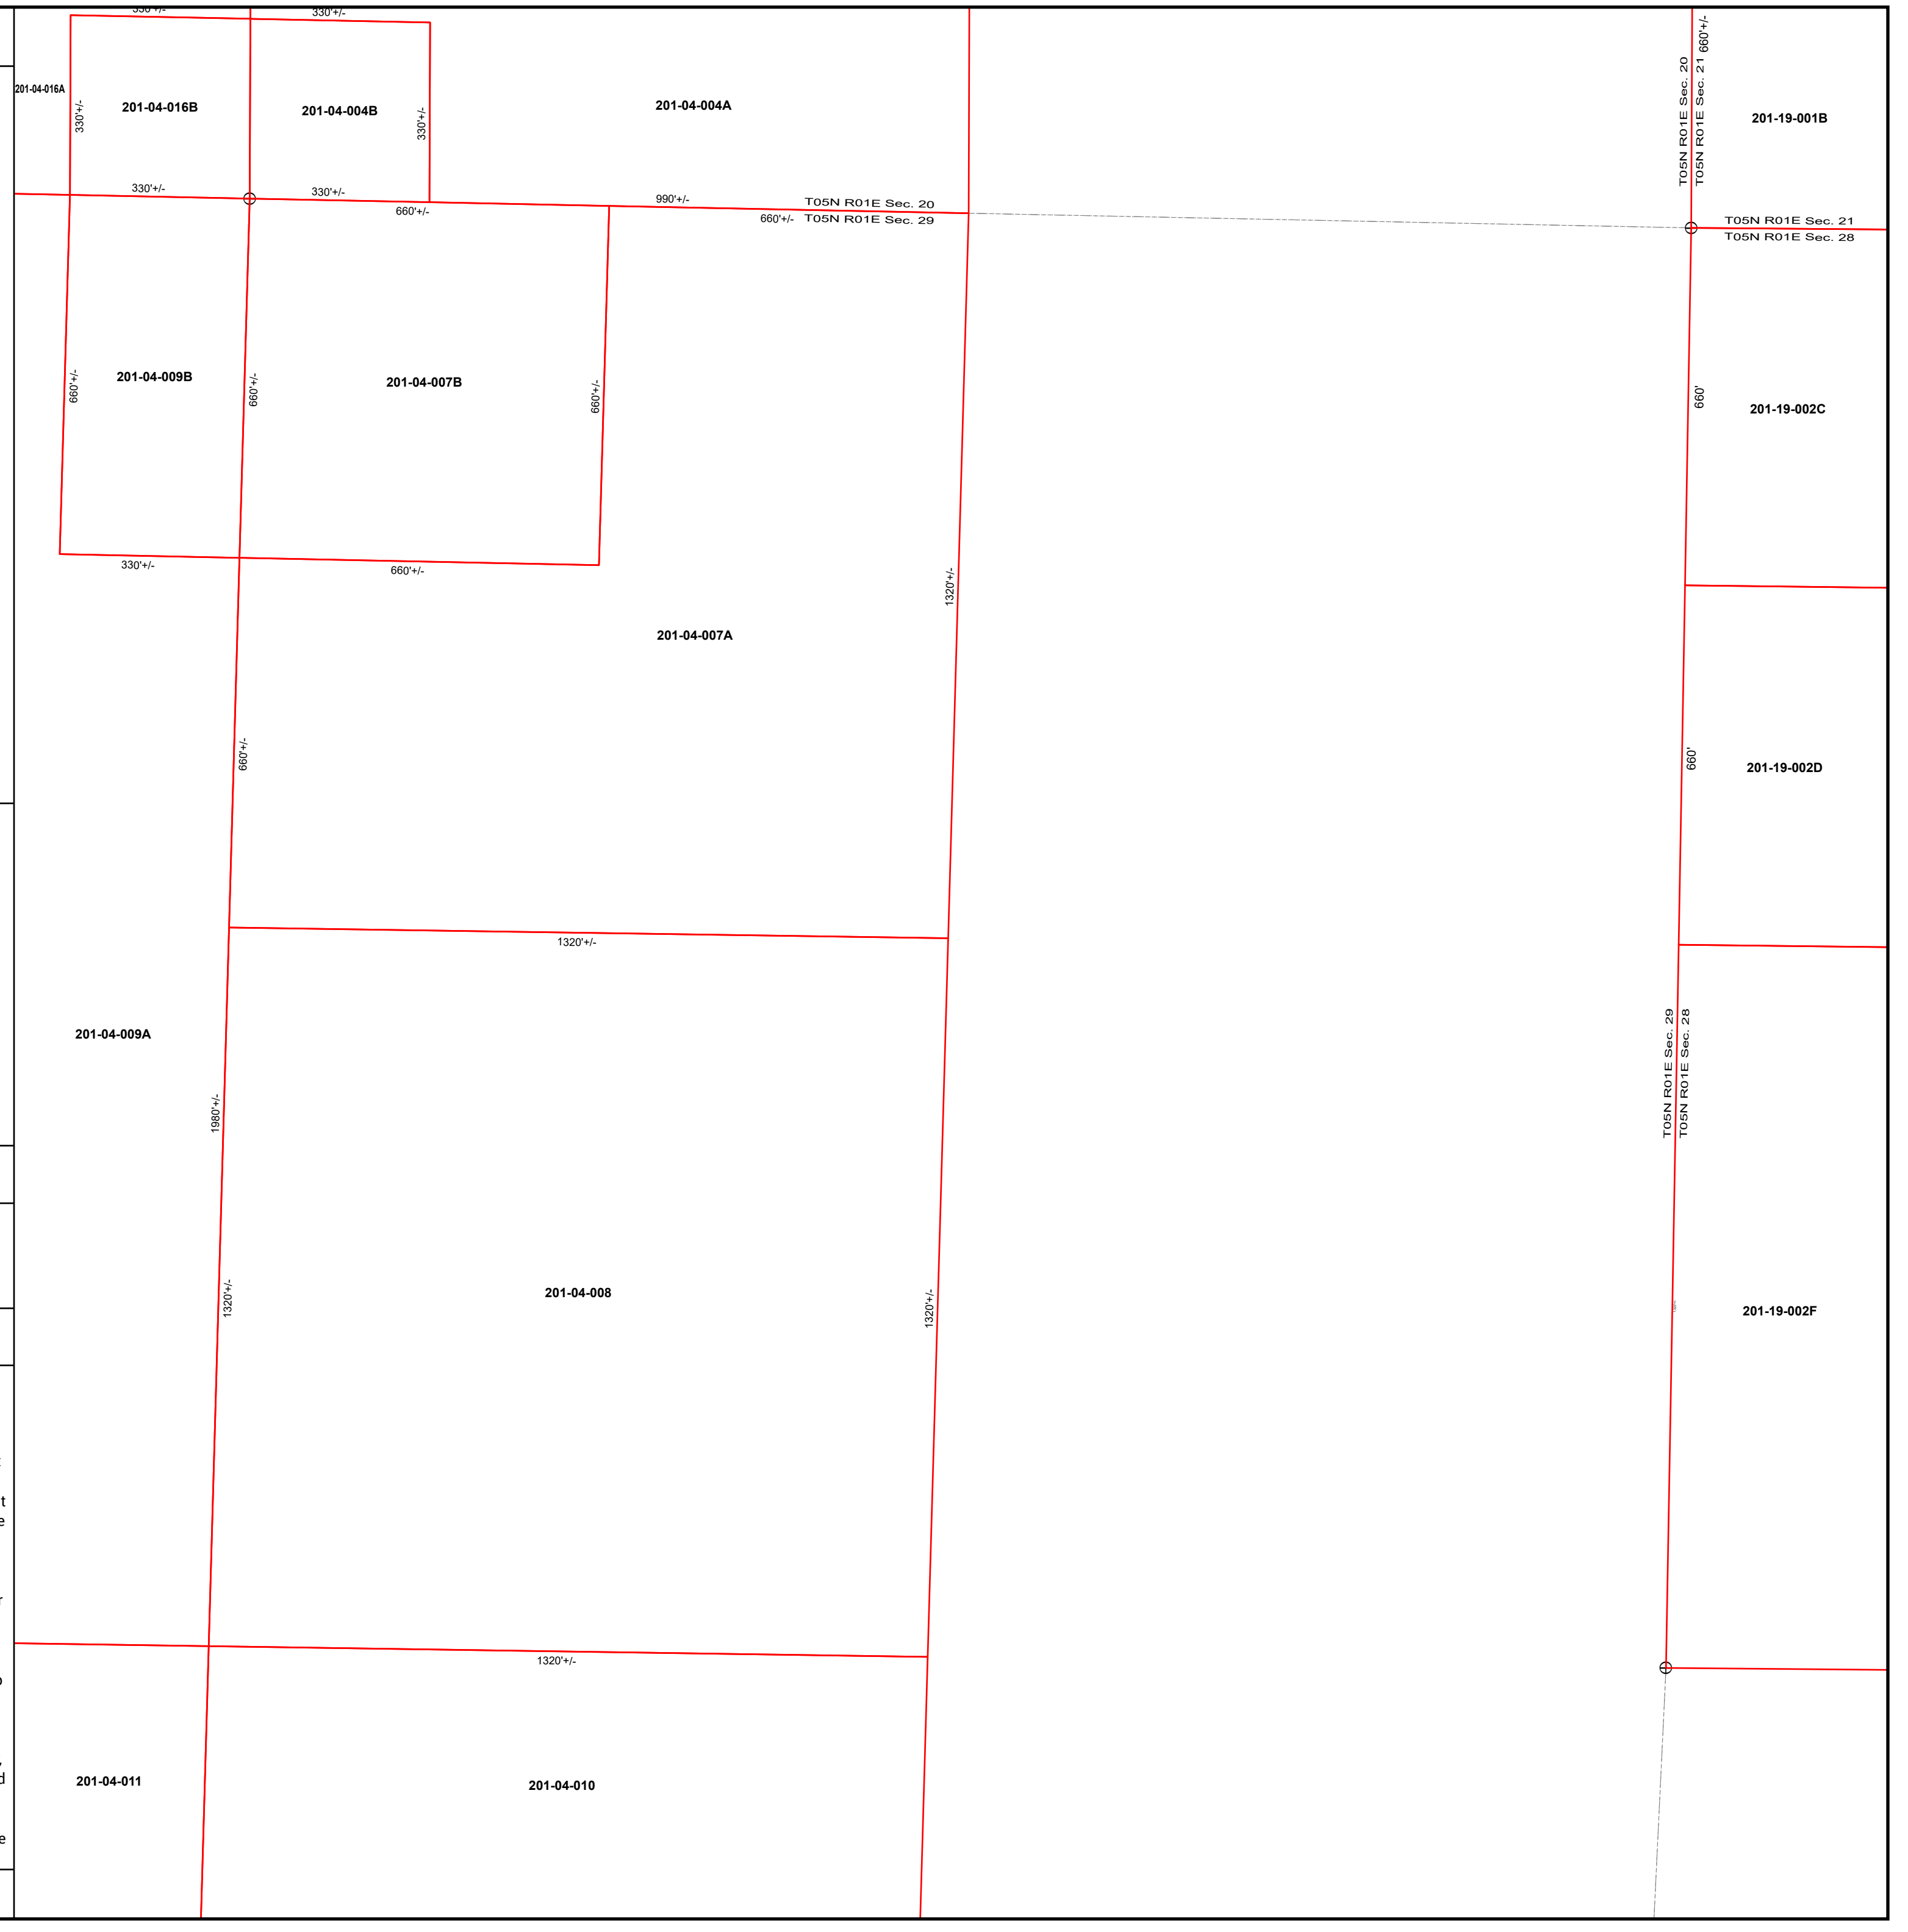 330'+/-
330'+/-
201-04-016A
330'+/-
201-04-016B
201-04-004B
330'+/-
201-04-004A
T05N R01E Sec. 20
T05N R01E Sec. 21
660'+/-
201-19-001B
330'+/-
330'+/-
660'+/-
990'+/-
T05N R01E Sec. 20
660'+/-
T05N R01E Sec. 29
T05N R01E Sec. 21
T05N R01E Sec. 28
660'+/-
201-04-009B
660'+/-
201-04-007B
660'+/-
660'
201-19-002C
330'+/-
660'+/-
1320'+/-
201-04-007A
660'+/-
660'
201-19-002D
1320'+/-
201-04-009A
1980'+/-
T05N R01E Sec. 29
T05N R01E Sec. 28
1320'+/-
201-04-008
1320'+/-
201-19-002F
1320'+/-
201-04-011
201-04-010